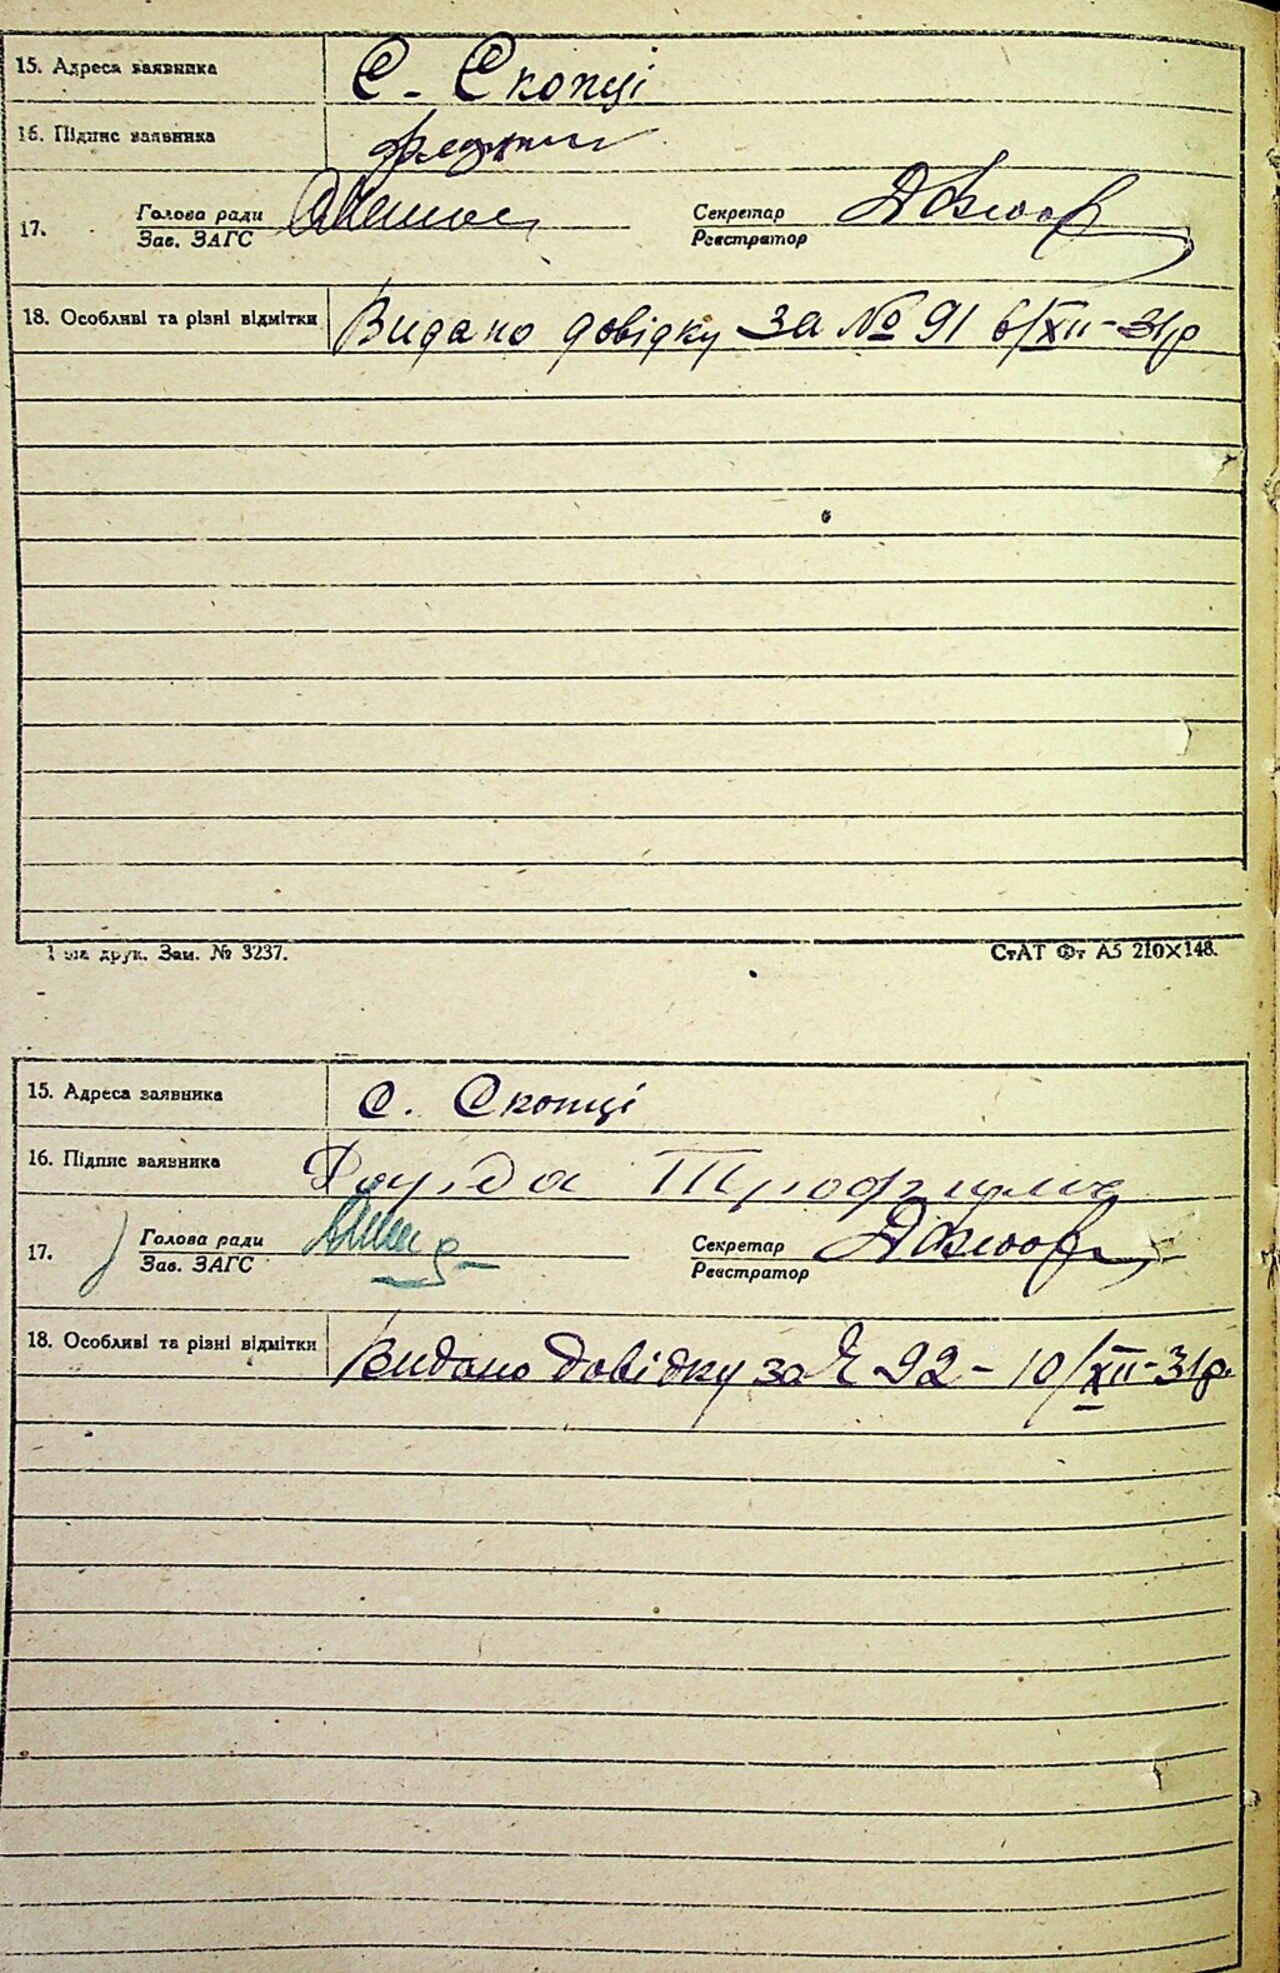 15. Адреса заявника с. Скопці
16. Підпис заявника
17. Голова ради Секретар
Зав. ЗАГС Реєстратор
18. Особливі та різні відмітки Видано довідку за № 91 6/XII-31р
друк. Зам. № 3237. СтАТ Фт А5 210×148.
15. Адреса заявника с. Скопці
16. Підпис заявника
17. Голова ради Секретар
Зав. ЗАГС Реєстратор
18. Особливі та різні відмітки Видано довідку за № 92 - 10/XII-31р.